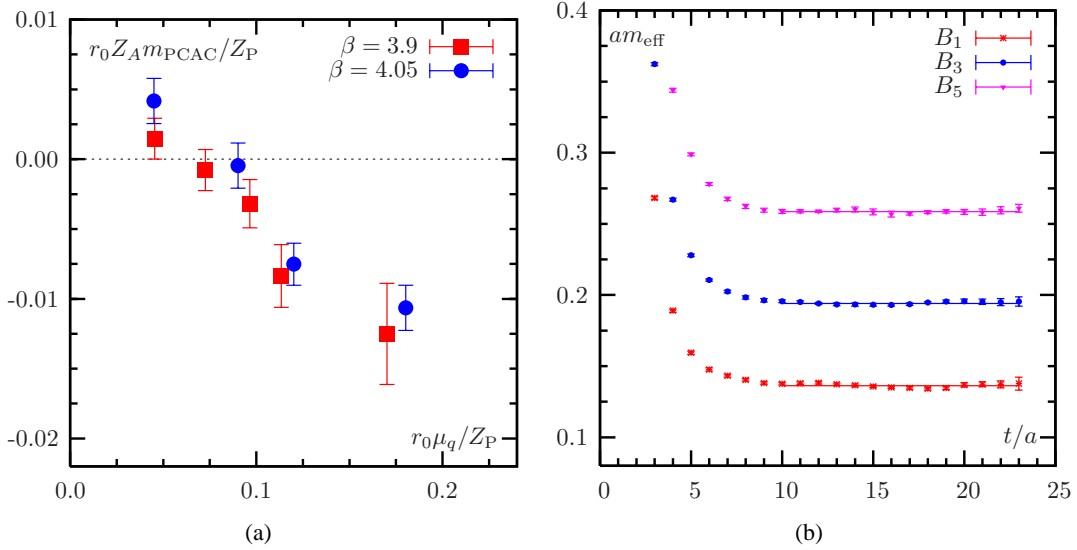 r₀Z_Am_PCAC/Z_P
β = 3.9
β = 4.05
0.01
0.00
-0.01
-0.02
r₀μ_q/Z_P
0.0
0.1
0.2
(a)
am_eff
B₁
B₃
B₅
0.4
0.3
0.2
0.1
t/a
0
5
10
15
20
25
(b)